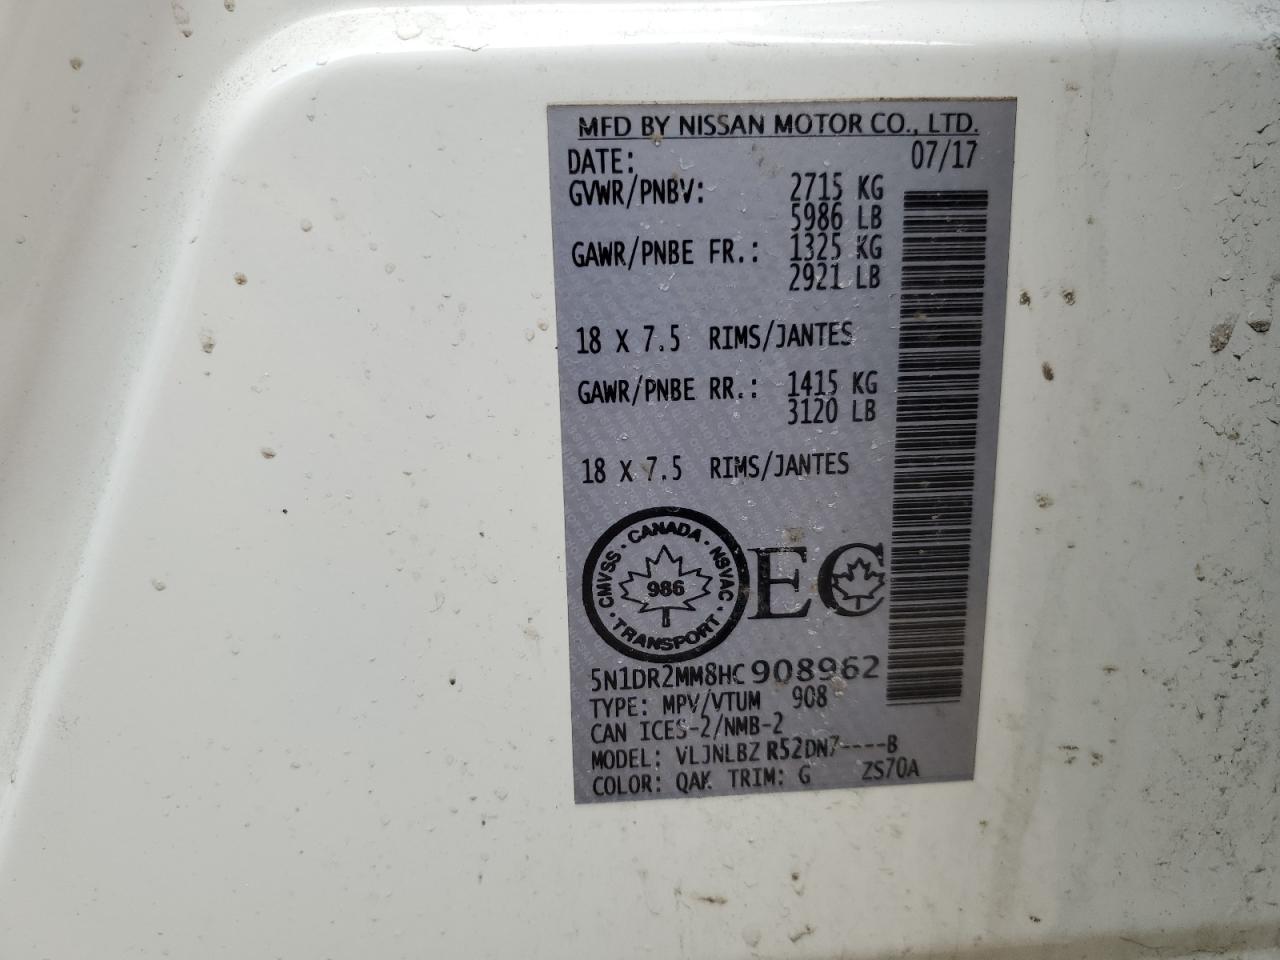 MFD BY NISSAN MOTOR CO., LTD.
DATE: 07/17
GVWR/PNBV: 2715 KG
5986 LB
GAWR/PNBE FR.: 1325 KG
2921 LB
18 X 7.5 RIMS/JANTES
GAWR/PNBE RR.: 1415 KG
3120 LB
18 X 7.5 RIMS/JANTES
CANADA · NSVAC · TRANSPORT · CMVSS ·
986
EC
5N1DR2MM8HC908962
TYPE: MPV/VTUM 908
CAN ICES-2/NMB-2
MODEL: VLJNLBZ R52DN7----B
COLOR: QAK TRIM: G ZS70A